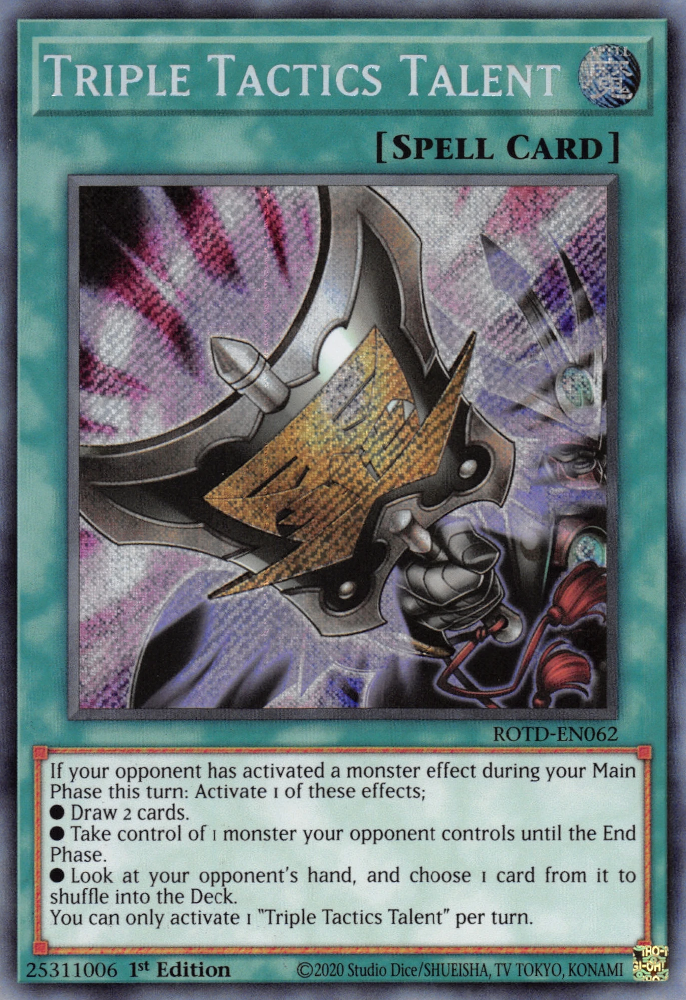 TRIPLE TACTICS TALENT
[SPELL CARD]
ROTD-EN062
If your opponent has activated a monster effect during your Main
Phase this turn: Activate 1 of these effects;
● Draw 2 cards.
● Take control of 1 monster your opponent controls until the End
Phase.
● Look at your opponent's hand, and choose 1 card from it to
shuffle into the Deck.
You can only activate 1 "Triple Tactics Talent" per turn.
25311006 1st Edition ©2020 Studio Dice/SHUEISHA, TV TOKYO, KONAMI